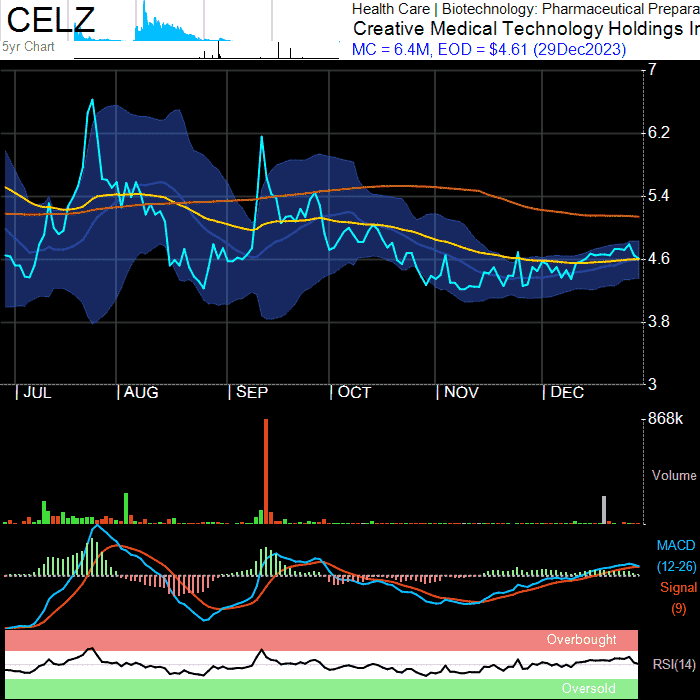 CELZ
5yr Chart
Health Care | Biotechnology: Pharmaceutical Prepara
Creative Medical Technology Holdings In
MC = 6.4M, EOD = $4.61 (29Dec2023)
7
6.2
5.4
4.6
3.8
3
JUL AUG SEP OCT NOV DEC
868k
Volume
MACD
(12-26)
Signal
(9)
Overbought
RSI(14)
Oversold